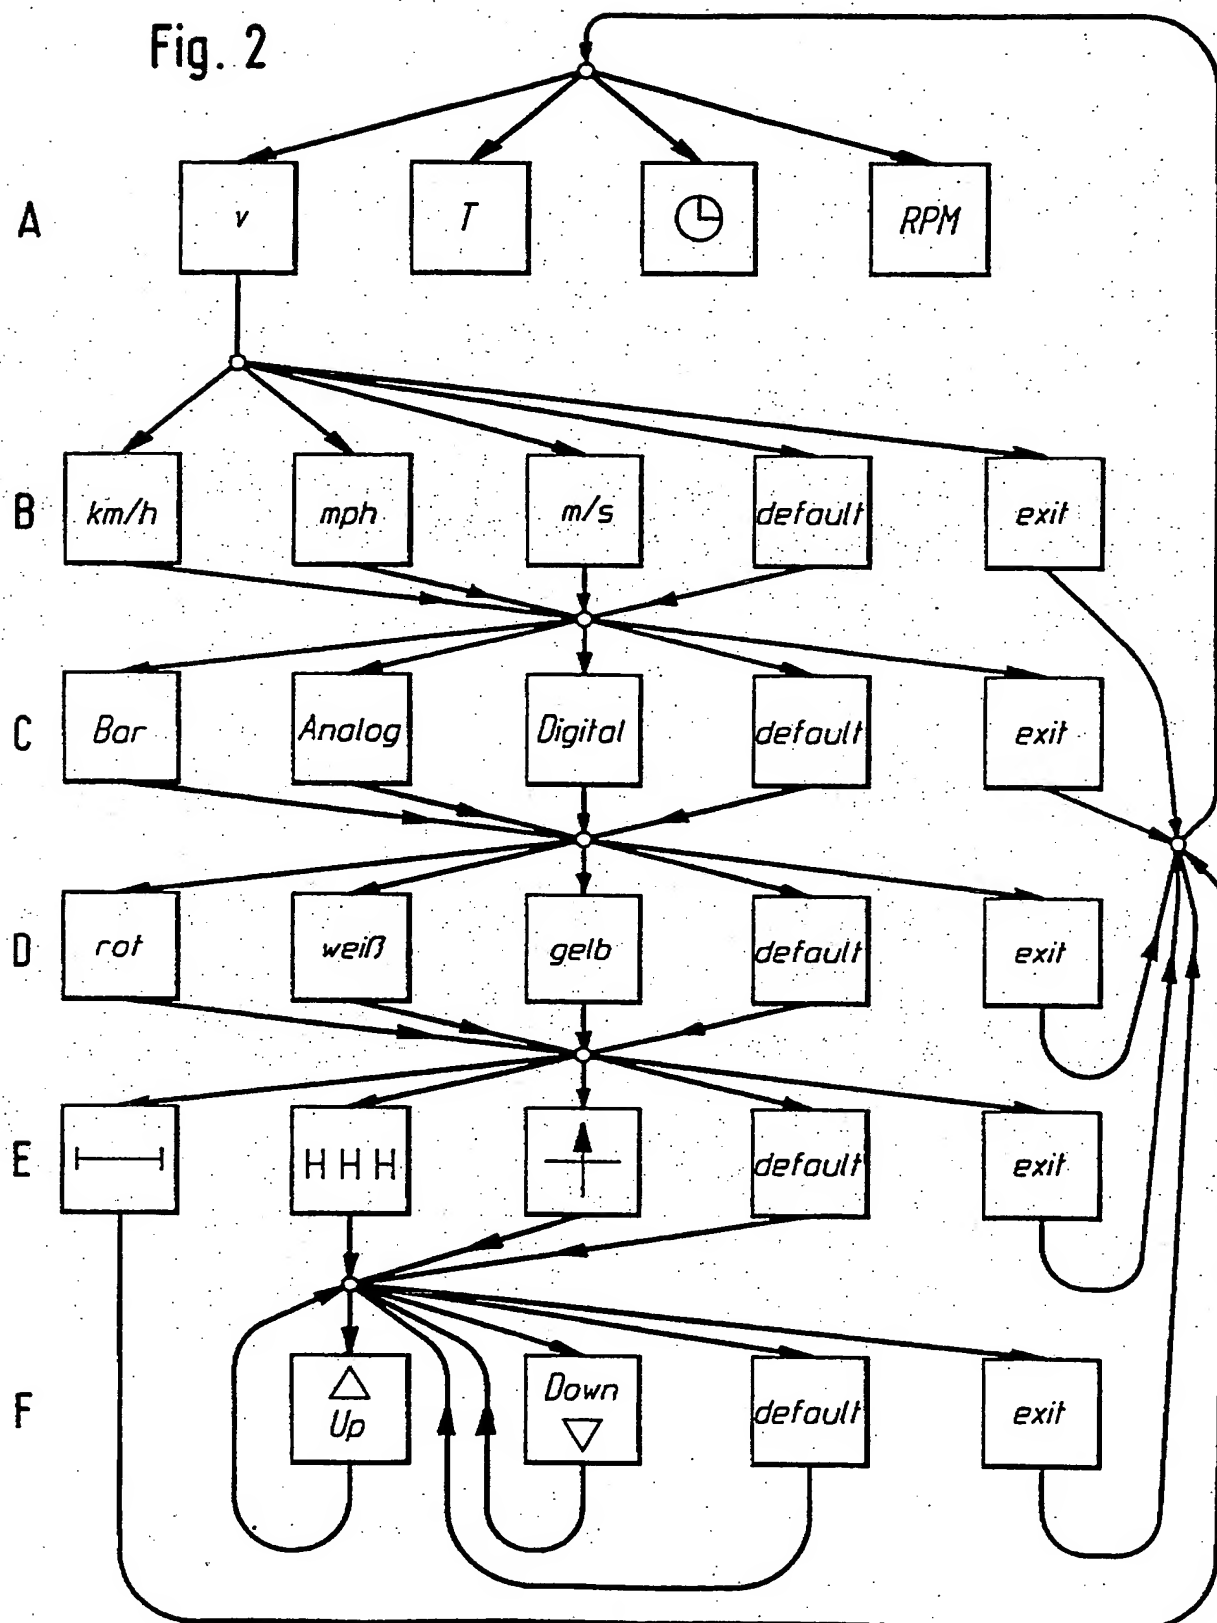 Fig. 2
A
v
T
RPM
B
km/h
mph
m/s
default
exit
C
Bar
Analog
Digital
default
exit
D
rot
weiß
gelb
default
exit
E
H H H
default
exit
F
Up
Down
default
exit